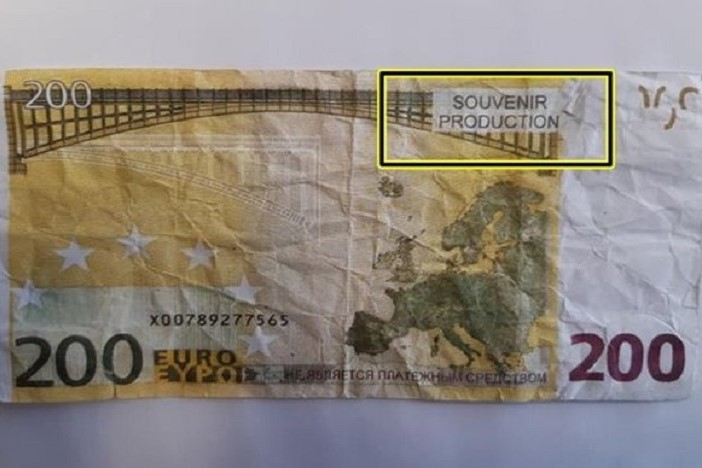 200
SOUVENIR
PRODUCTION
X00789277565
200 EURO
ΕΥΡΩ
НЕ ЯВЛЯЕТСЯ ПЛАТЕЖНЫМ СРЕДСТВОМ
200